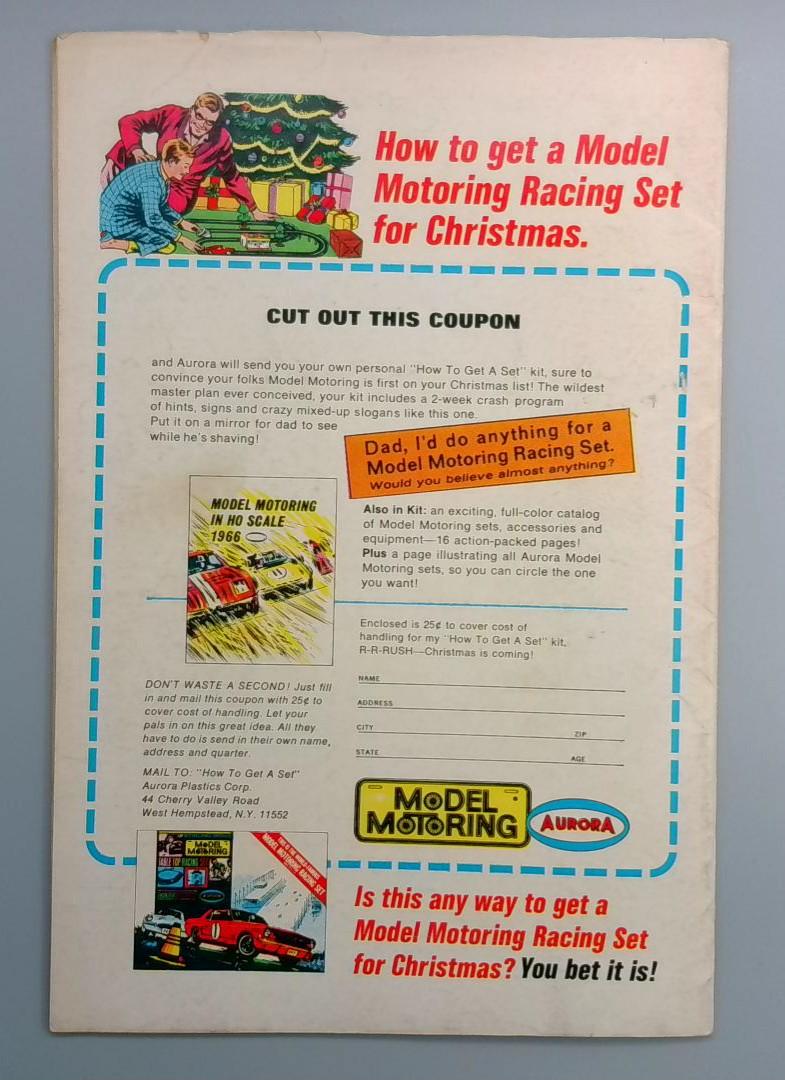 How to get a Model
Motoring Racing Set
for Christmas.
CUT OUT THIS COUPON
and Aurora will send you your own personal "How To Get A Set" kit, sure to
convince your folks Model Motoring is first on your Christmas list! The wildest
master plan ever conceived, your kit includes a 2-week crash program
of hints, signs and crazy mixed-up slogans like this one.
Put it on a mirror for dad to see
while he's shaving!
Dad, I'd do anything for a
Model Motoring Racing Set.
Would you believe almost anything?
MODEL MOTORING
IN HO SCALE
1966
Also in Kit: an exciting, full-color catalog
of Model Motoring sets, accessories and
equipment—16 action-packed pages!
Plus a page illustrating all Aurora Model
Motoring sets, so you can circle the one
you want!
Enclosed is 25¢ to cover cost of
handling for my "How To Get A Set" kit.
R-R-RUSH—Christmas is coming!
DON'T WASTE A SECOND! Just fill
in and mail this coupon with 25¢ to
cover cost of handling. Let your
pals in on this great idea. All they
have to do is send in their own name,
address and quarter.
NAME
ADDRESS
CITY ZIP
STATE AGE
MAIL TO: "How To Get A Set"
Aurora Plastics Corp.
44 Cherry Valley Road
West Hempstead, N.Y. 11552
MODEL
MOTORING
AURORA
MODEL
MOTORING
TABLE TOP RACING
MODEL MOTORING RACING SET
1
Is this any way to get a
Model Motoring Racing Set
for Christmas? You bet it is!